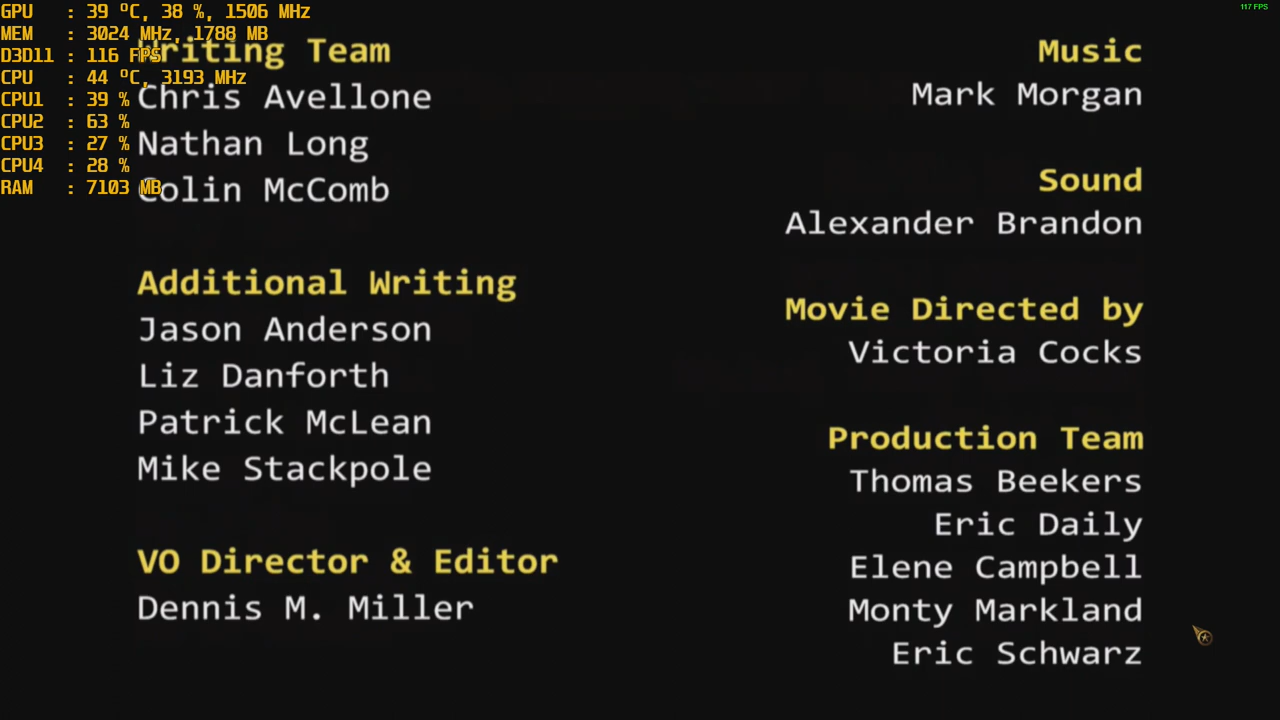 GPU : 39 ºC, 38 %, 1506 MHz
MEM : 3024 MHz, 1788 MB
D3D11 : 116 FPS
CPU : 44 ºC, 3193 MHz
CPU1 : 39 %
CPU2 : 63 %
CPU3 : 27 %
CPU4 : 28 %
RAM : 7103 MB
117 FPS
Writing Team
Chris Avellone
Nathan Long
Colin McComb
Additional Writing
Jason Anderson
Liz Danforth
Patrick McLean
Mike Stackpole
VO Director & Editor
Dennis M. Miller
Music
Mark Morgan
Sound
Alexander Brandon
Movie Directed by
Victoria Cocks
Production Team
Thomas Beekers
Eric Daily
Elene Campbell
Monty Markland
Eric Schwarz